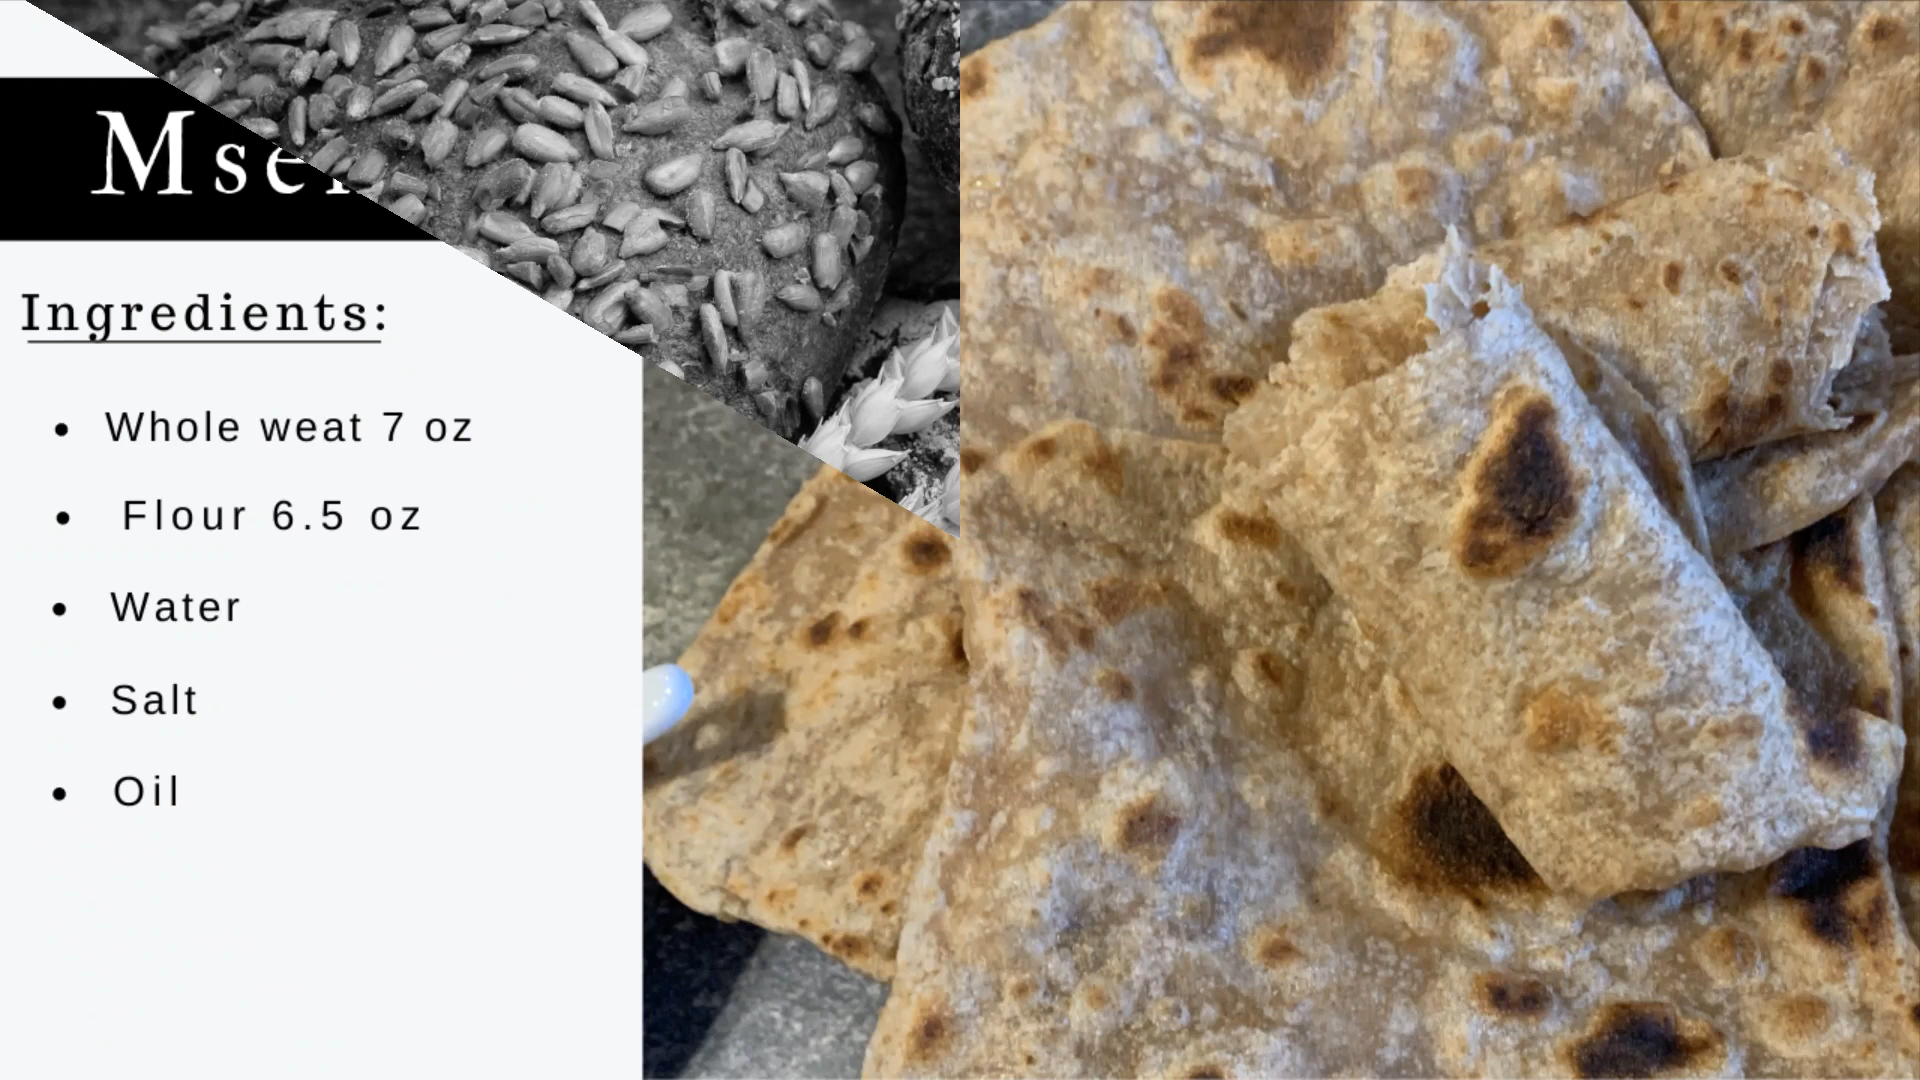 Ingredients:
Whole weat 7 oz
Flour 6.5 oz
Water
Salt
Oil